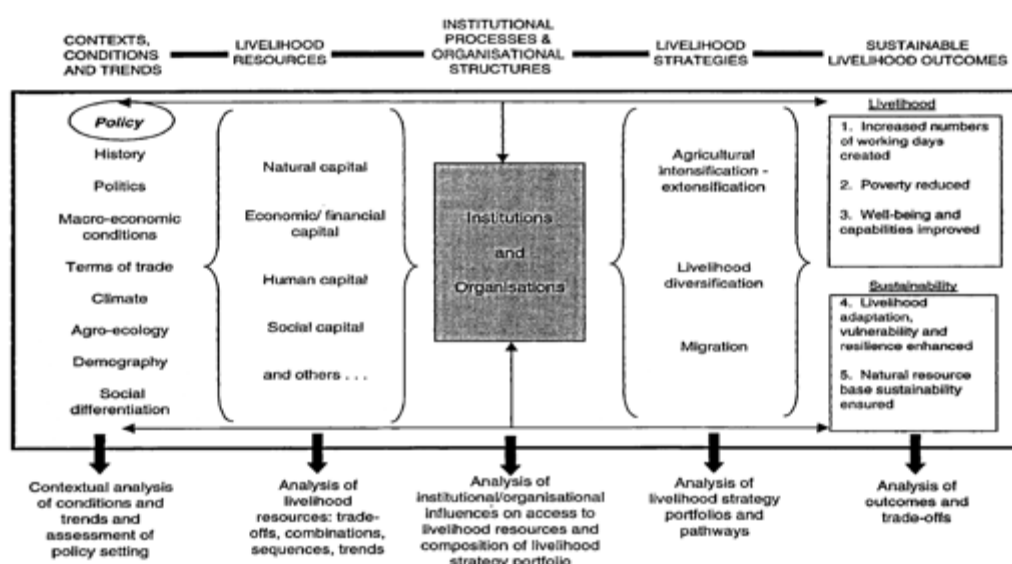 CONTEXTS,
CONDITIONS
AND TRENDS
LIVELIHOOD
RESOURCES
INSTITUTIONAL
PROCESSES &
ORGANISATIONAL
STRUCTURES
LIVELIHOOD
STRATEGIES
SUSTAINABLE
LIVELIHOOD OUTCOMES
Policy
History
Politics
Macro-economic
conditions
Terms of trade
Climate
Agro-ecology
Demography
Social
differentiation
Natural capital
Economic/ financial
capital
Human capital
Social capital
and others . . .
Institutions
and
Organisations
Agricultural
intensification -
extensification
Livelihood
diversification
Migration
Livelihood
1. Increased numbers
of working days
created
2. Poverty reduced
3. Well-being and
capabilities improved
Sustainability
4. Livelihood
adaptation,
vulnerability and
resilience enhanced
5. Natural resource
base sustainability
ensured
Contextual analysis
of conditions and
trends and
assessment of
policy setting
Analysis of
livelihood
resources: trade-
offs, combinations,
sequences, trends
Analysis of
institutional/organisational
influences on access to
livelihood resources and
composition of livelihood
strategy portfolio
Analysis of
livelihood strategy
portfolios and
pathways
Analysis of
outcomes and
trade-offs